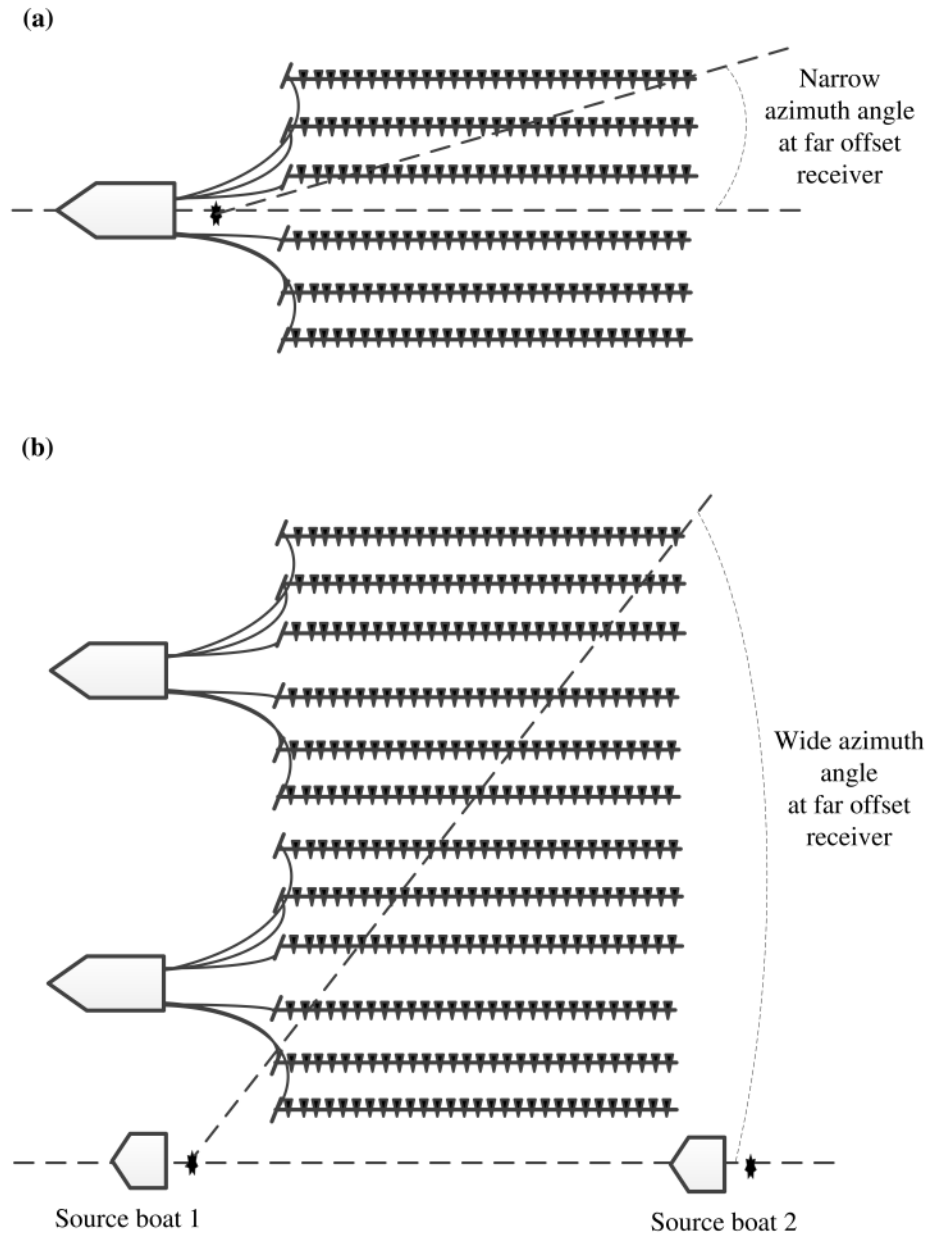 (a)
Narrow
azimuth angle
at far offset
receiver
(b)
Wide azimuth
angle
at far offset
receiver
Source boat 1
Source boat 2